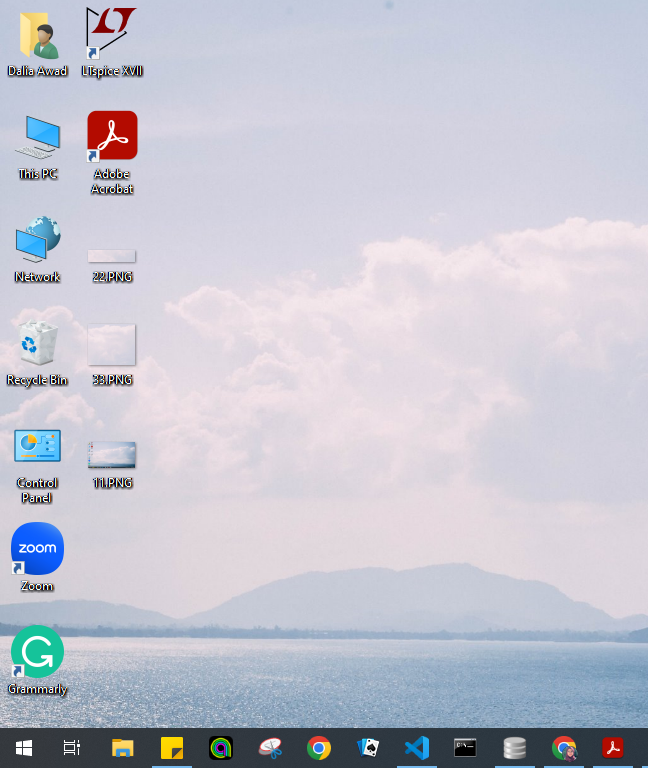 Dalia Awad
LTspice XVII
This PC
Adobe
Acrobat
Network
22.PNG
Recycle Bin
33.PNG
Control
Panel
11.PNG
zoom
Zoom
Grammarly